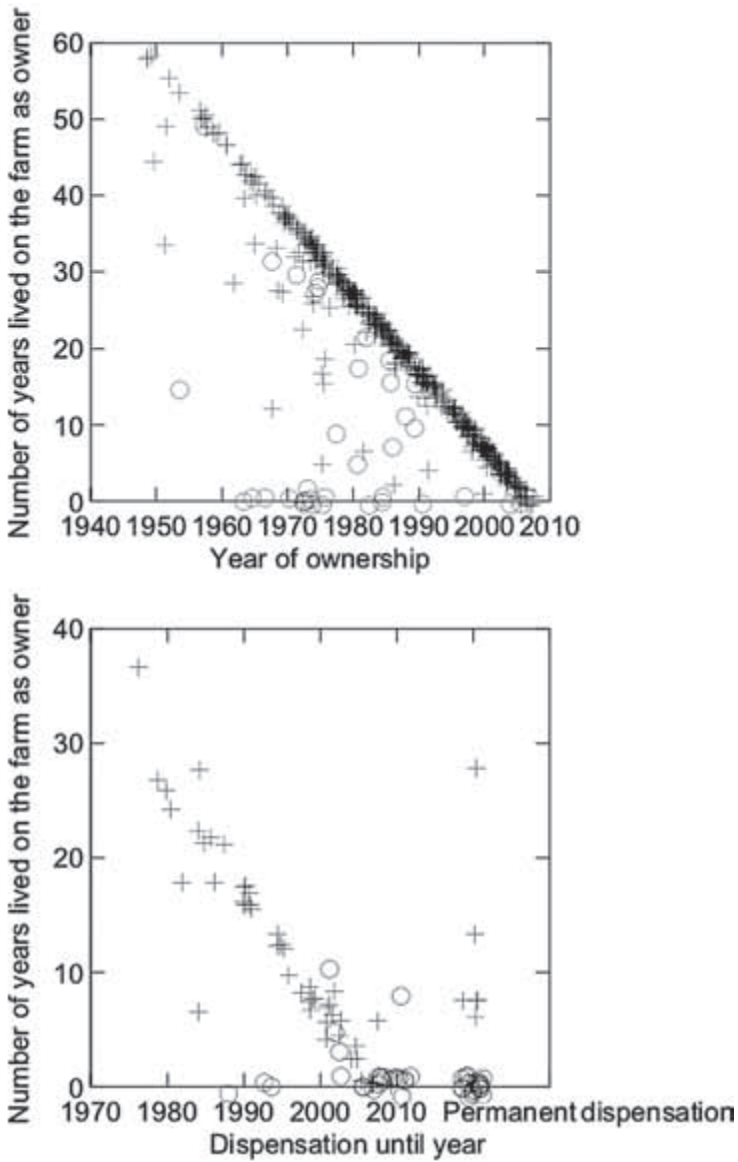 Number of years lived on the farm as owner
60
50
40
30
20
10
0
1940 1950 1960 1970 1980 1990 2000 2010
Year of ownership
Number of years lived on the farm as owner
40
30
20
10
0
1970 1980 1990 2000 2010 Permanent dispensation
Dispensation until year